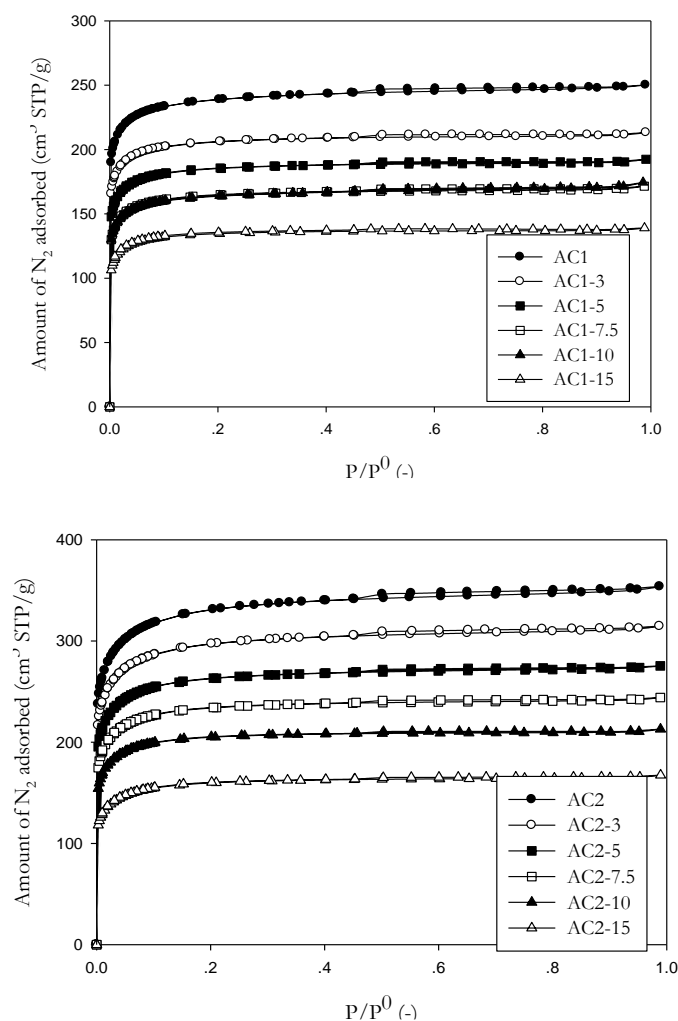 300
250
200
150
100
50
0
Amount of N2 adsorbed (cm-' STP/g)
AC1
AC1-3
AC1-5
AC1-7.5
AC1-10
AC1-15
0.0 .2 .4 .6 .8 1.0
P/P0 (-)
400
300
200
100
0
Amount of N2 adsorbed (cm-' STP/g)
AC2
AC2-3
AC2-5
AC2-7.5
AC2-10
AC2-15
0.0 .2 .4 .6 .8 1.0
P/P0 (-)